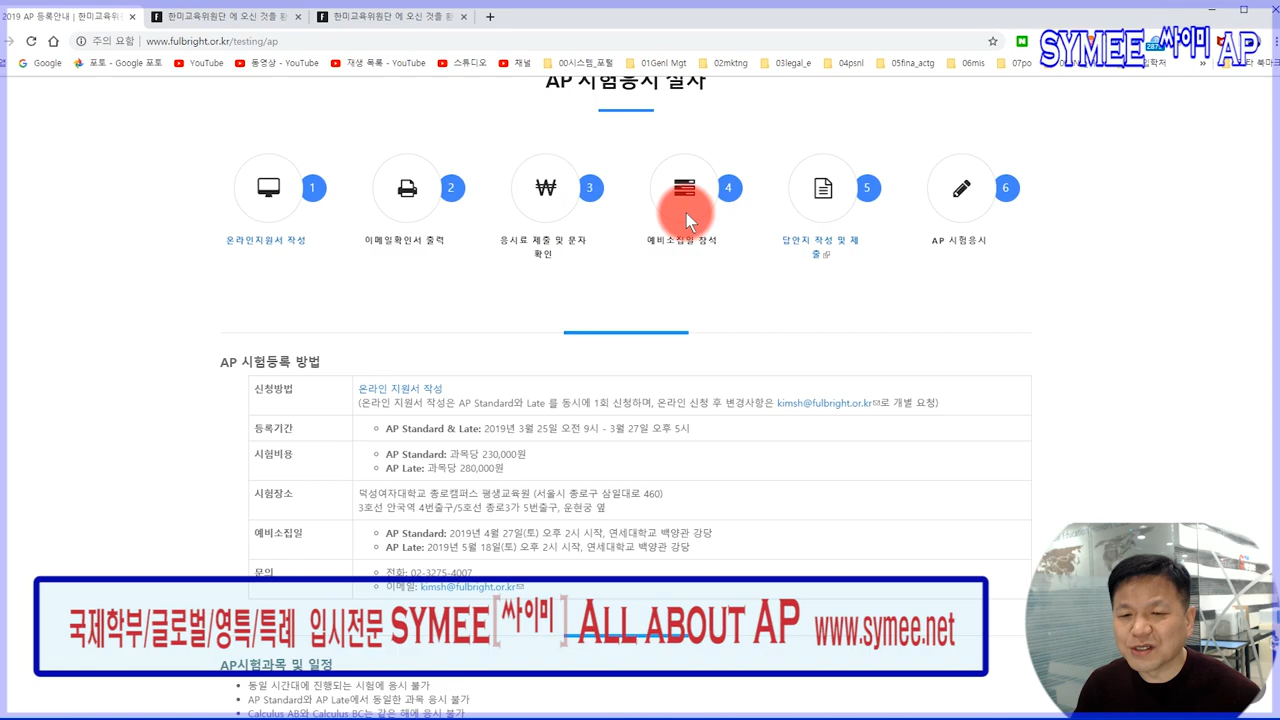 2019 AP 등록안내 | 한미교육위원
한미교육위원단 에 오신 것을 환
한미교육위원단 에 오신 것을 환
주의 요함 www.fulbright.or.kr/testing/ap
SYMEE 싸이미 AP
Google 포토 - Google 포토 YouTube 동영상 - YouTube 재생 목록 - YouTube 스튜디오 채널 00시스템_포털 01Genl Mgt 02mktng 03legal_e 04psnl 05fina_actg 06mis 07po
AP 시험응시 절차
1 2 3 4 5 6
온라인지원서 작성 이메일확인서 출력 응시료 제출 및 문자 예비소집일 참석 답안지 작성 및 제 AP 시험응시
확인 출
AP 시험등록 방법
신청방법 온라인 지원서 작성
(온라인 지원서 작성은 AP Standard와 Late 를 동시에 1회 신청하며, 온라인 신청 후 변경사항은 kimsh@fulbright.or.kr로 개별 요청)
등록기간 AP Standard & Late: 2019년 3월 25일 오전 9시 - 3월 27일 오후 5시
시험비용 AP Standard: 과목당 230,000원
AP Late: 과목당 280,000원
시험장소 덕성여자대학교 종로캠퍼스 평생교육원 (서울시 종로구 삼일대로 460)
3호선 안국역 4번출구/5호선 종로3가 5번출구, 운현궁 옆
예비소집일 AP Standard: 2019년 4월 27일(토) 오후 2시 시작, 연세대학교 백양관 강당
AP Late: 2019년 5월 18일(토) 오후 2시 시작, 연세대학교 백양관 강당
문의 전화: 02-3275-4007
이메일: kimsh@fulbright.or.kr
국제학부/글로벌/영특/특례 입시전문 SYMEE[싸이미] ALL ABOUT AP www.symee.net
AP시험과목 및 일정
동일 시간대에 진행되는 시험에 응시 불가
AP Standard와 AP Late에서 동일한 과목 응시 불가
Calculus AB와 Calculus BC는 같은 해에 응시 불가